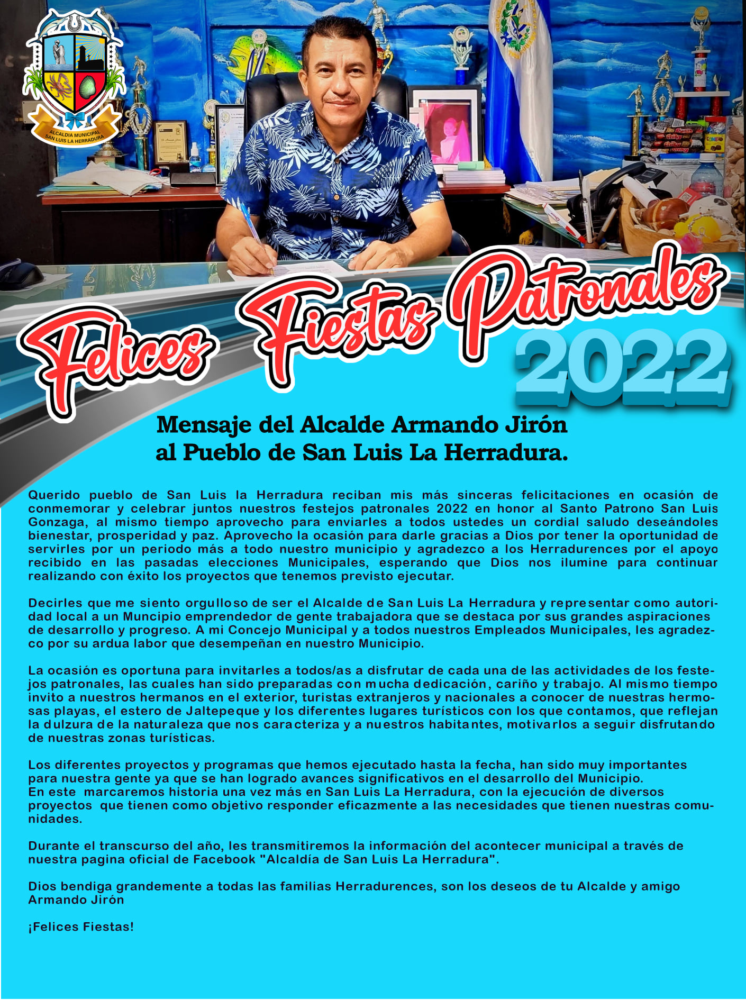 REPUBLICA
ALCALDIA MUNICIPAL
SAN LUIS LA HERRADURA
Chiky
Chiky
Chiky
Felices Fiestas Patronales
2022
Mensaje del Alcalde Armando Jirón
al Pueblo de San Luis La Herradura.
Querido pueblo de San Luis la Herradura reciban mis más sinceras felicitaciones en ocasión de
conmemorar y celebrar juntos nuestros festejos patronales 2022 en honor al Santo Patrono San Luis
Gonzaga, al mismo tiempo aprovecho para enviarles a todos ustedes un cordial saludo deseándoles
bienestar, prosperidad y paz. Aprovecho la ocasión para darle gracias a Dios por tener la oportunidad de
servirles por un periodo más a todo nuestro municipio y agradezco a los Herradurences por el apoyo
recibido en las pasadas elecciones Municipales, esperando que Dios nos ilumine para continuar
realizando con éxito los proyectos que tenemos previsto ejecutar.
Decirles que me siento orgulloso de ser el Alcalde de San Luis La Herradura y representar como autori-
dad local a un Muncipio emprendedor de gente trabajadora que se destaca por sus grandes aspiraciones
de desarrollo y progreso. A mi Concejo Municipal y a todos nuestros Empleados Municipales, les agradez-
co por su ardua labor que desempeñan en nuestro Municipio.
La ocasión es oportuna para invitarles a todos/as a disfrutar de cada una de las actividades de los feste-
jos patronales, las cuales han sido preparadas con mucha dedicación, cariño y trabajo. Al mismo tiempo
invito a nuestros hermanos en el exterior, turistas extranjeros y nacionales a conocer de nuestras hermo-
sas playas, el estero de Jaltepeque y los diferentes lugares turísticos con los que contamos, que reflejan
la dulzura de la naturaleza que nos caracteriza y a nuestros habitantes, motivarlos a seguir disfrutando
de nuestras zonas turísticas.
Los diferentes proyectos y programas que hemos ejecutado hasta la fecha, han sido muy importantes
para nuestra gente ya que se han logrado avances significativos en el desarrollo del Municipio.
En este  marcaremos historia una vez más en San Luis La Herradura, con la ejecución de diversos
proyectos  que tienen como objetivo responder eficazmente a las necesidades que tienen nuestras comu-
nidades.
Durante el transcurso del año, les transmitiremos la información del acontecer municipal a través de
nuestra pagina oficial de Facebook "Alcaldía de San Luis La Herradura".
Dios bendiga grandemente a todas las familias Herradurences, son los deseos de tu Alcalde y amigo
Armando Jirón
¡Felices Fiestas!